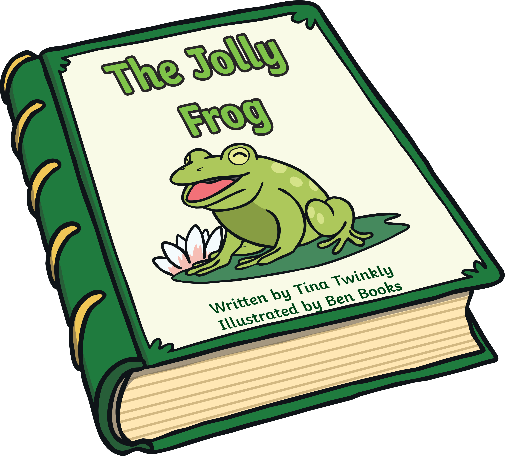 The Jolly
Frog
Written by Tina Twinkly
Illustrated by Ben Books